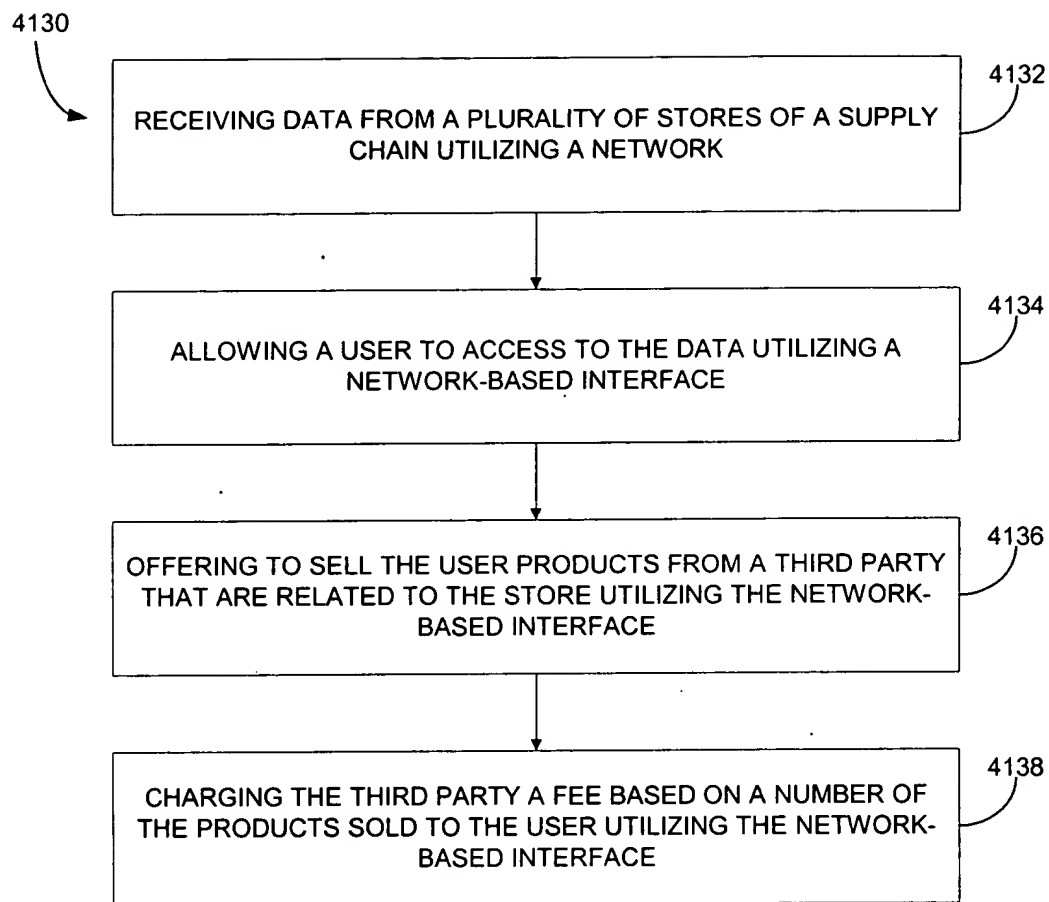 4130
4132
RECEIVING DATA FROM A PLURALITY OF STORES OF A SUPPLY
CHAIN UTILIZING A NETWORK
4134
ALLOWING A USER TO ACCESS TO THE DATA UTILIZING A
NETWORK-BASED INTERFACE
4136
OFFERING TO SELL THE USER PRODUCTS FROM A THIRD PARTY
THAT ARE RELATED TO THE STORE UTILIZING THE NETWORK-
BASED INTERFACE
4138
CHARGING THE THIRD PARTY A FEE BASED ON A NUMBER OF
THE PRODUCTS SOLD TO THE USER UTILIZING THE NETWORK-
BASED INTERFACE